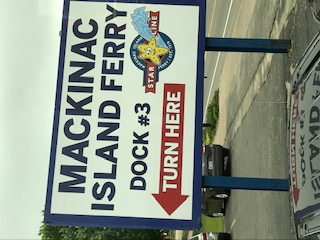 MACKINAC
ISLAND FERRY
STAR LINE
DOCK #3
TURN HERE